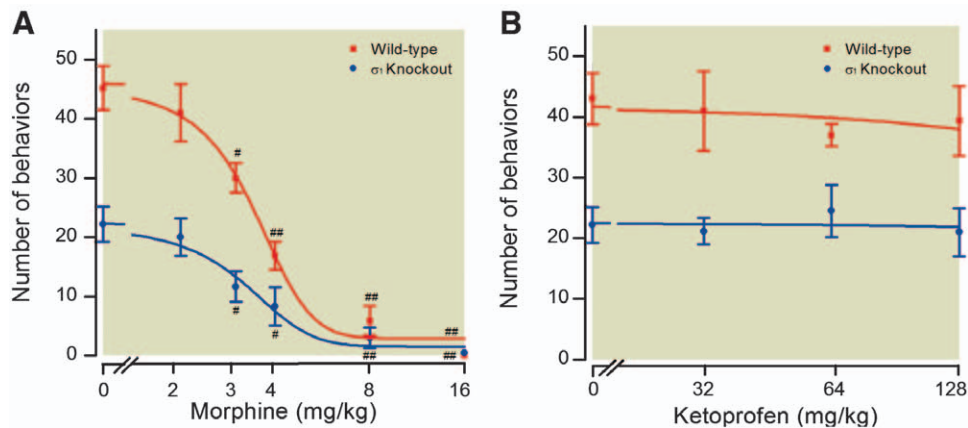 A
Number of behaviors
50
40
30
20
10
0
Wild-type
σ₁ Knockout
#
##
##
##
#
#
##
##
0 2 3 4 8 16
Morphine (mg/kg)
B
Number of behaviors
50
40
30
20
10
0
Wild-type
σ₁ Knockout
0 32 64 128
Ketoprofen (mg/kg)